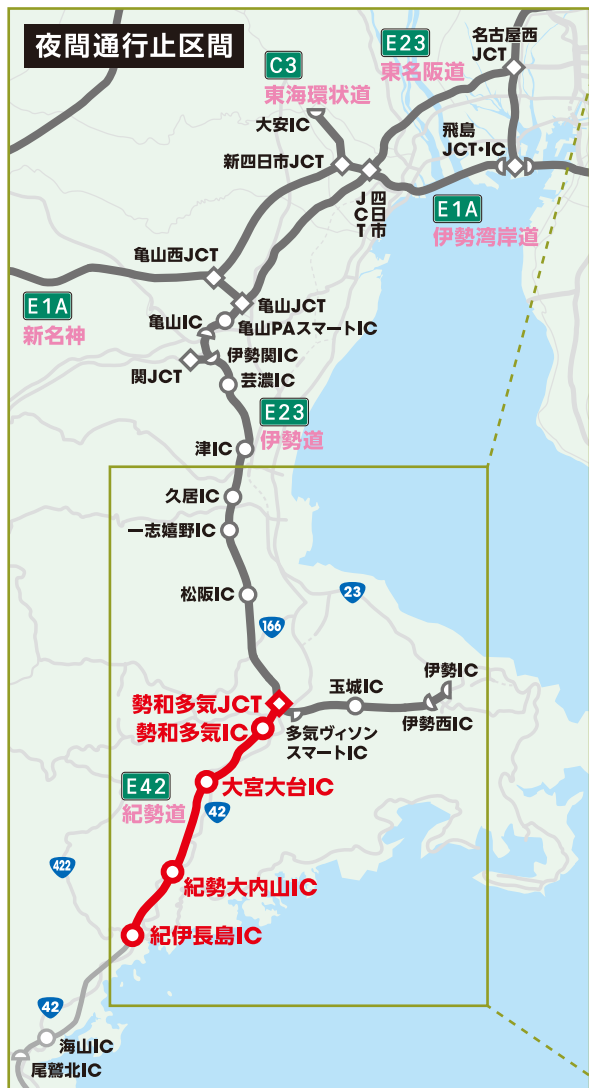 夜間通行止区間
名古屋西
JCT
E23
東名阪道
C3
東海環状道
大安IC
飛島
JCT・IC
新四日市JCT
四日市
JCT
E1A
伊勢湾岸道
亀山西JCT
E1A
新名神
亀山JCT
亀山IC
亀山PAスマートIC
伊勢関IC
関JCT
芸濃IC
E23
伊勢道
津IC
久居IC
一志嬉野IC
松阪IC
23
166
勢和多気JCT
玉城IC
伊勢IC
伊勢西IC
勢和多気IC
多気ヴィソン
スマートIC
E42
紀勢道
大宮大台IC
42
422
紀勢大内山IC
紀伊長島IC
42
海山IC
尾鷲北IC